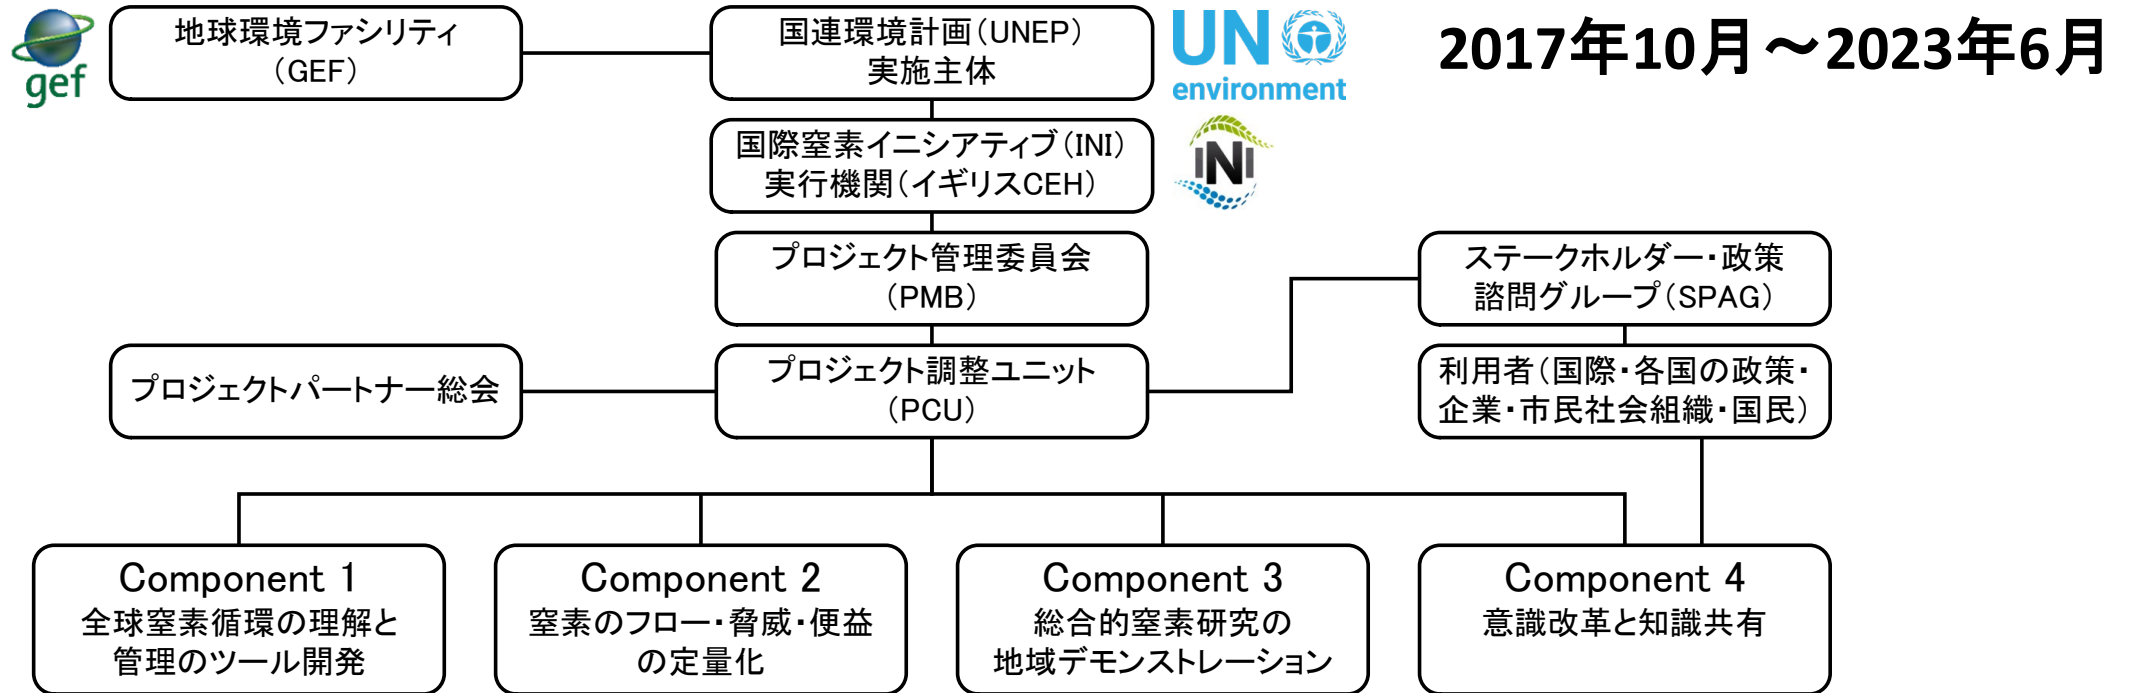 gef
地球環境ファシリティ
（GEF）
国連環境計画（UNEP）
実施主体
UN
environment
2017年10月～2023年6月
国際窒素イニシアティブ（INI）
実行機関（イギリスCEH）
INI
プロジェクト管理委員会
（PMB）
ステークホルダー・政策
諮問グループ（SPAG）
プロジェクトパートナー総会
プロジェクト調整ユニット
（PCU）
利用者（国際・各国の政策・
企業・市民社会組織・国民）
Component 1
全球窒素循環の理解と
管理のツール開発
Component 2
窒素のフロー・脅威・便益
の定量化
Component 3
総合的窒素研究の
地域デモンストレーション
Component 4
意識改革と知識共有